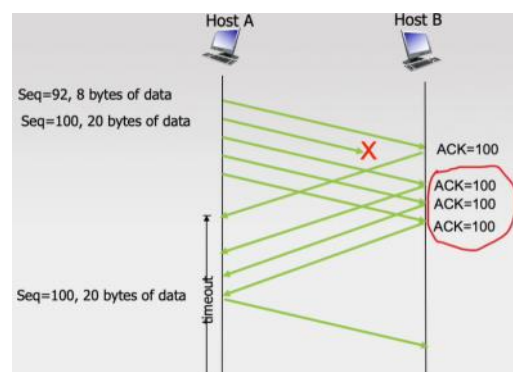 Host A
Host B
Seq=92, 8 bytes of data
Seq=100, 20 bytes of data
X
ACK=100
ACK=100
ACK=100
ACK=100
timeout
Seq=100, 20 bytes of data